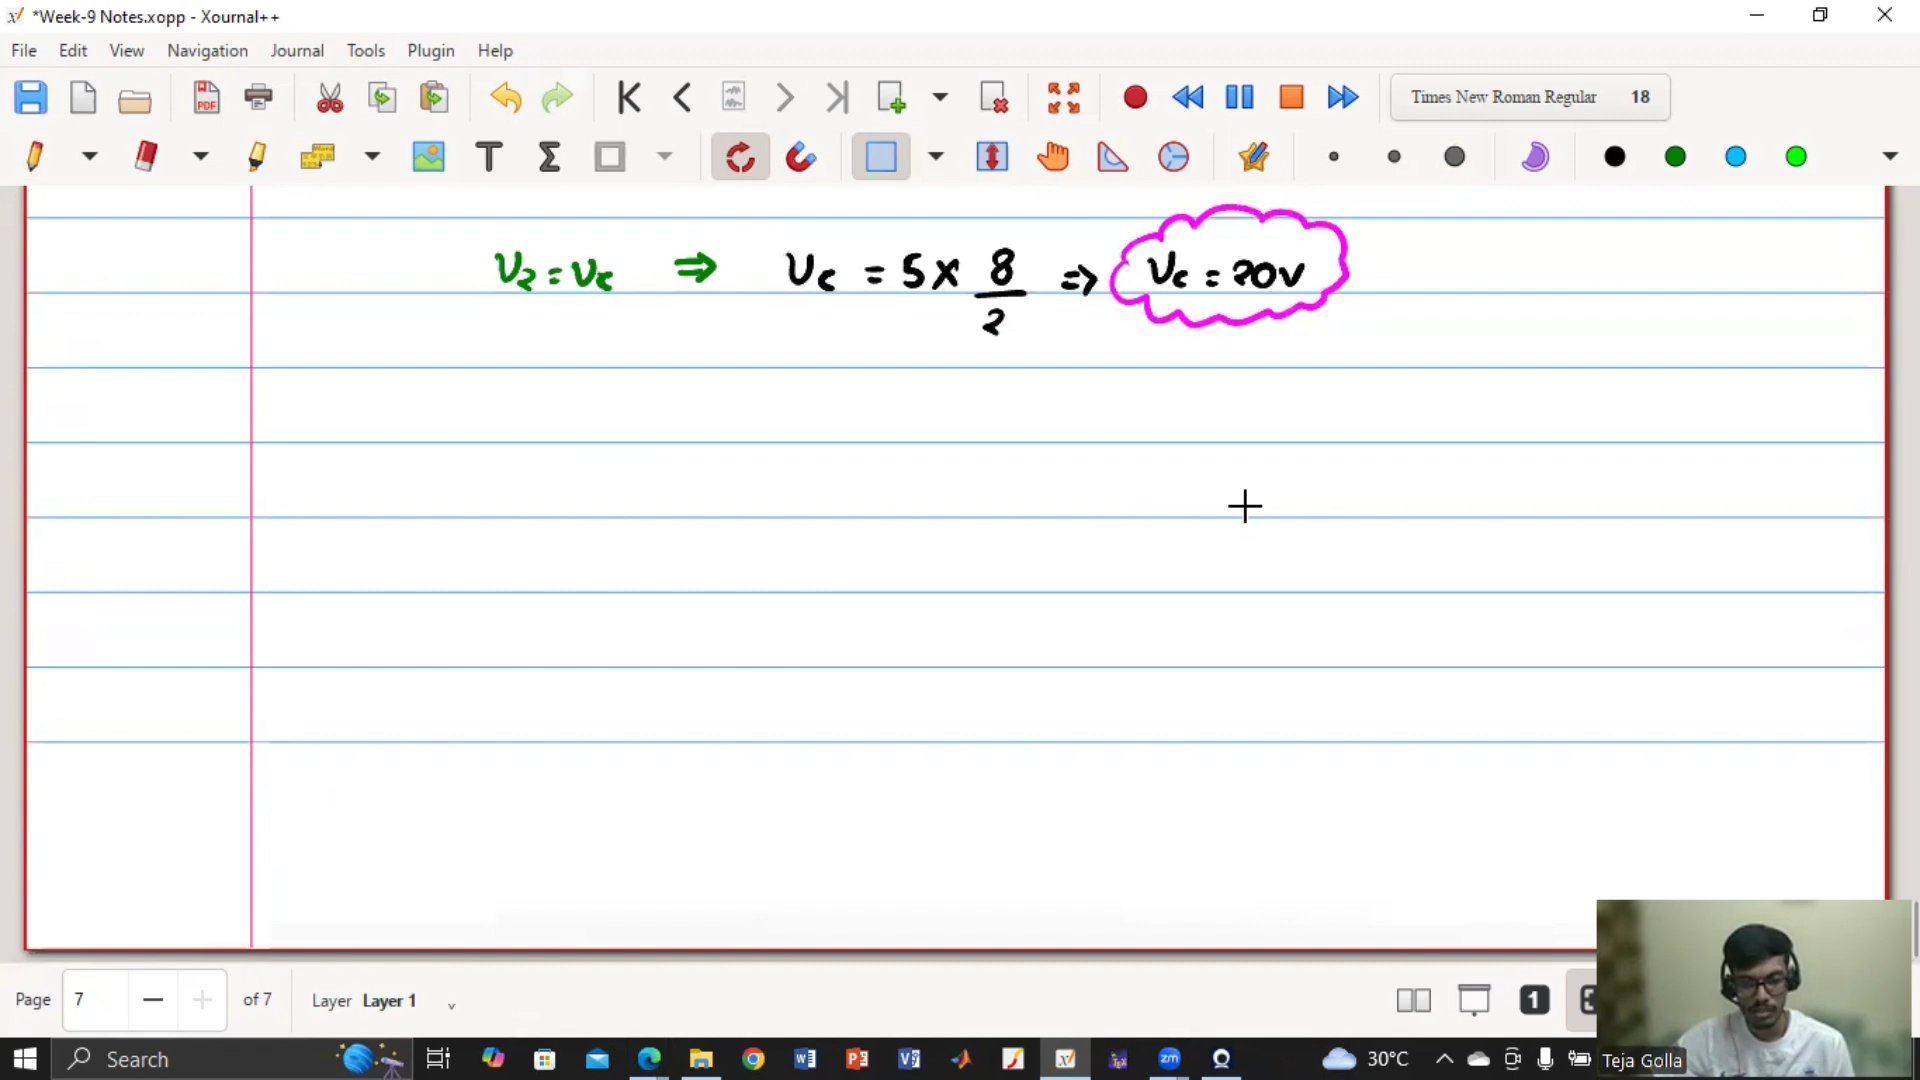 *Week-9 Notes.xopp - Xournal++
File Edit View Navigation Journal Tools Plugin Help
Times New Roman Regular 18
V2 = Vc ⇒ Vc = 5 × 8/2 ⇒ Vc = 20V
Page 7 of 7 Layer Layer 1
1
Teja Golla
Search
30°C